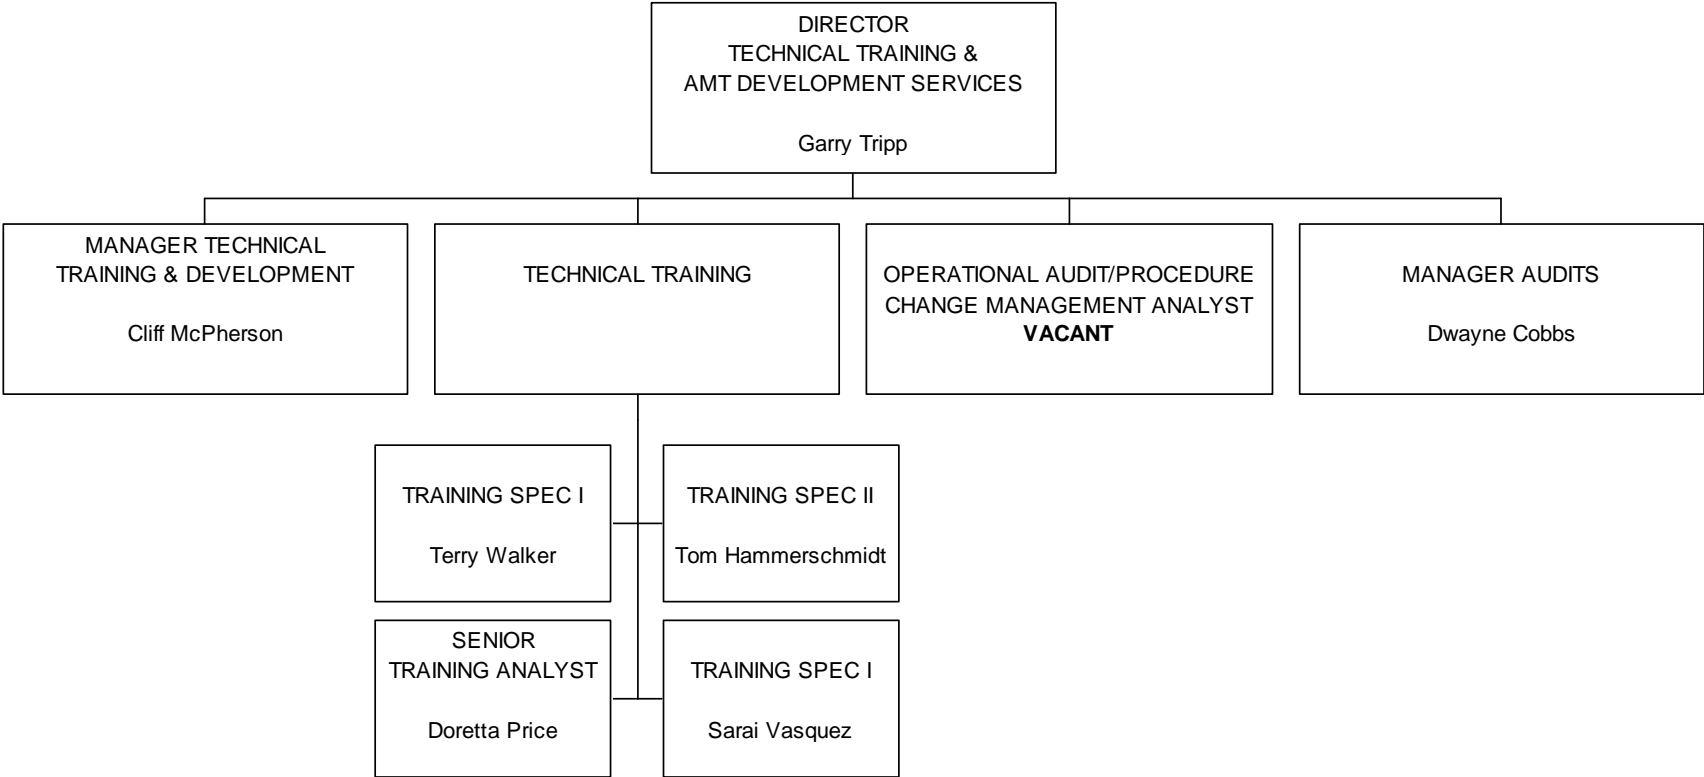 DIRECTOR
TECHNICAL TRAINING &
AMT DEVELOPMENT SERVICES
Garry Tripp
MANAGER TECHNICAL
TRAINING & DEVELOPMENT
Cliff McPherson
TECHNICAL TRAINING
OPERATIONAL AUDIT/PROCEDURE
CHANGE MANAGEMENT ANALYST
VACANT
MANAGER AUDITS
Dwayne Cobbs
TRAINING SPEC I
Terry Walker
TRAINING SPEC II
Tom Hammerschmidt
SENIOR
TRAINING ANALYST
Doretta Price
TRAINING SPEC I
Sarai Vasquez